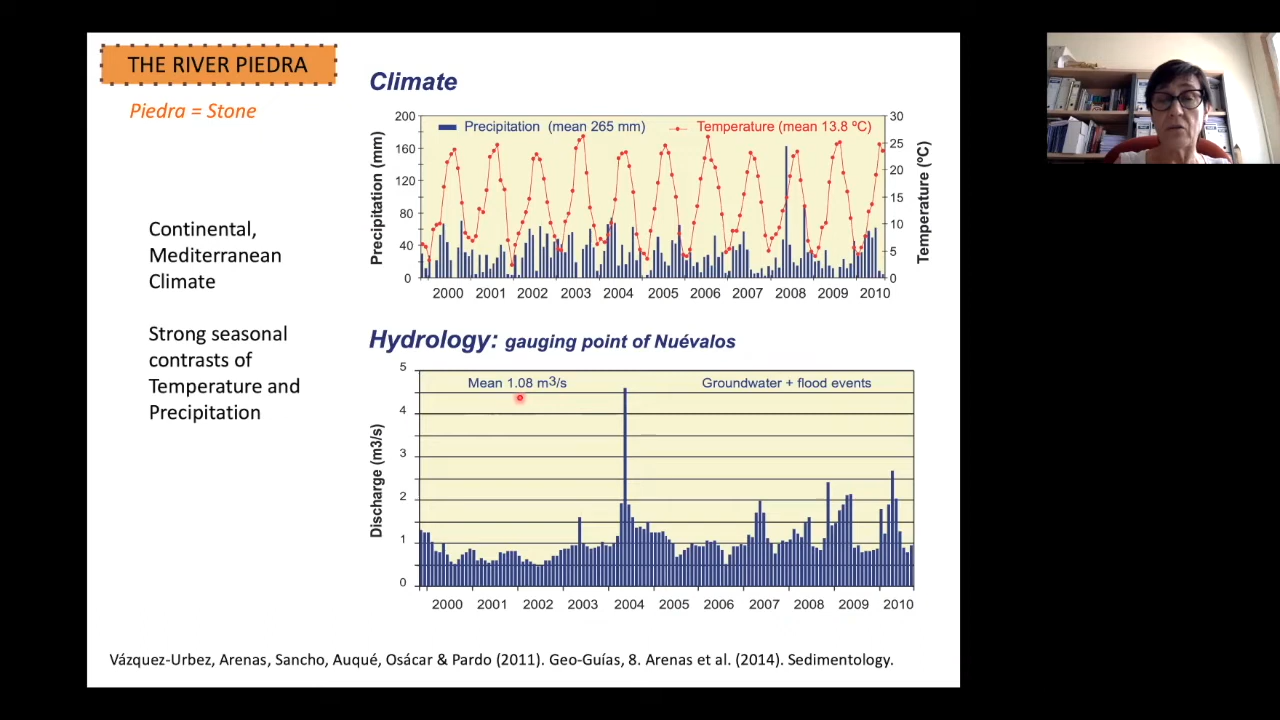 THE RIVER PIEDRA
Piedra = Stone
Continental,
Mediterranean
Climate
Strong seasonal
contrasts of
Temperature and
Precipitation
Climate
Precipitation (mean 265 mm)
Temperature (mean 13.8 ºC)
Precipitation (mm)
200
160
120
80
40
0
Temperature (ºC)
30
25
20
15
10
5
0
2000 2001 2002 2003 2004 2005 2006 2007 2008 2009 2010
Hydrology: gauging point of Nuévalos
Mean 1.08 m3/s
Groundwater + flood events
Discharge (m3/s)
5
4
3
2
1
0
2000 2001 2002 2003 2004 2005 2006 2007 2008 2009 2010
Vázquez-Urbez, Arenas, Sancho, Auqué, Osácar & Pardo (2011). Geo-Guías, 8. Arenas et al. (2014). Sedimentology.